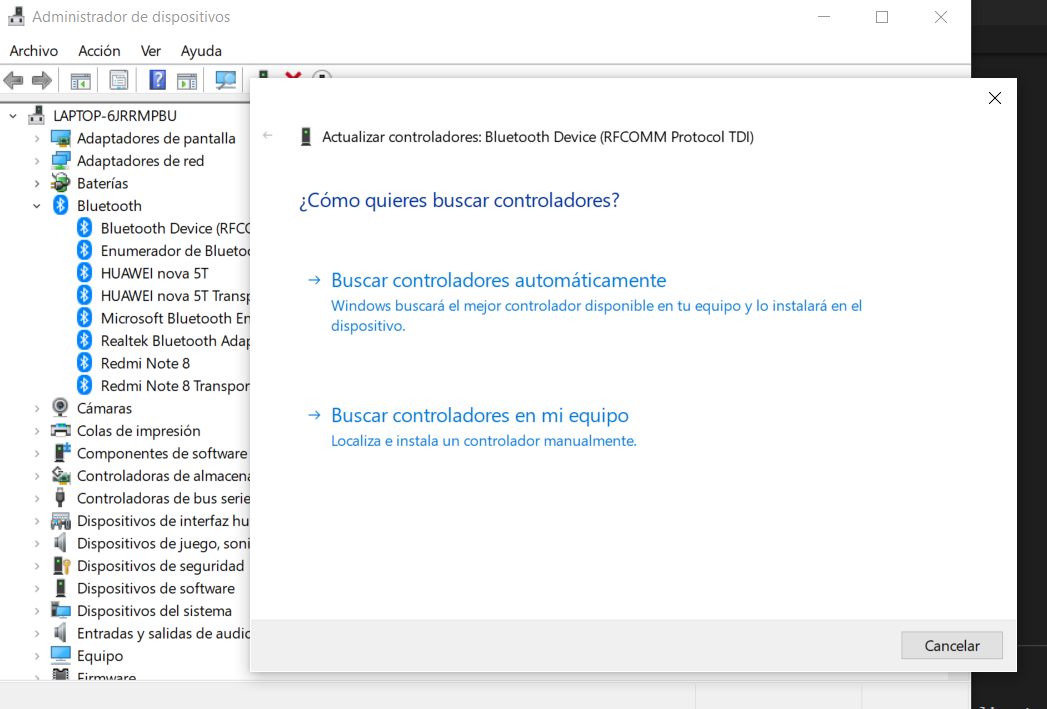 Administrador de dispositivos
Archivo Acción Ver Ayuda
LAPTOP-6JRRMPBU
Adaptadores de pantalla
Adaptadores de red
Baterías
Bluetooth
Bluetooth Device (RFCO
Enumerador de Blueto
HUAWEI nova 5T
HUAWEI nova 5T Transp
Microsoft Bluetooth En
Realtek Bluetooth Adap
Redmi Note 8
Redmi Note 8 Transpor
Cámaras
Colas de impresión
Componentes de software
Controladoras de almacena
Controladoras de bus serie
Dispositivos de interfaz hu
Dispositivos de juego, soni
Dispositivos de seguridad
Dispositivos de software
Dispositivos del sistema
Entradas y salidas de audio
Equipo
Firmware
Actualizar controladores: Bluetooth Device (RFCOMM Protocol TDI)
¿Cómo quieres buscar controladores?
Buscar controladores automáticamente
Windows buscará el mejor controlador disponible en tu equipo y lo instalará en el
dispositivo.
Buscar controladores en mi equipo
Localiza e instala un controlador manualmente.
Cancelar